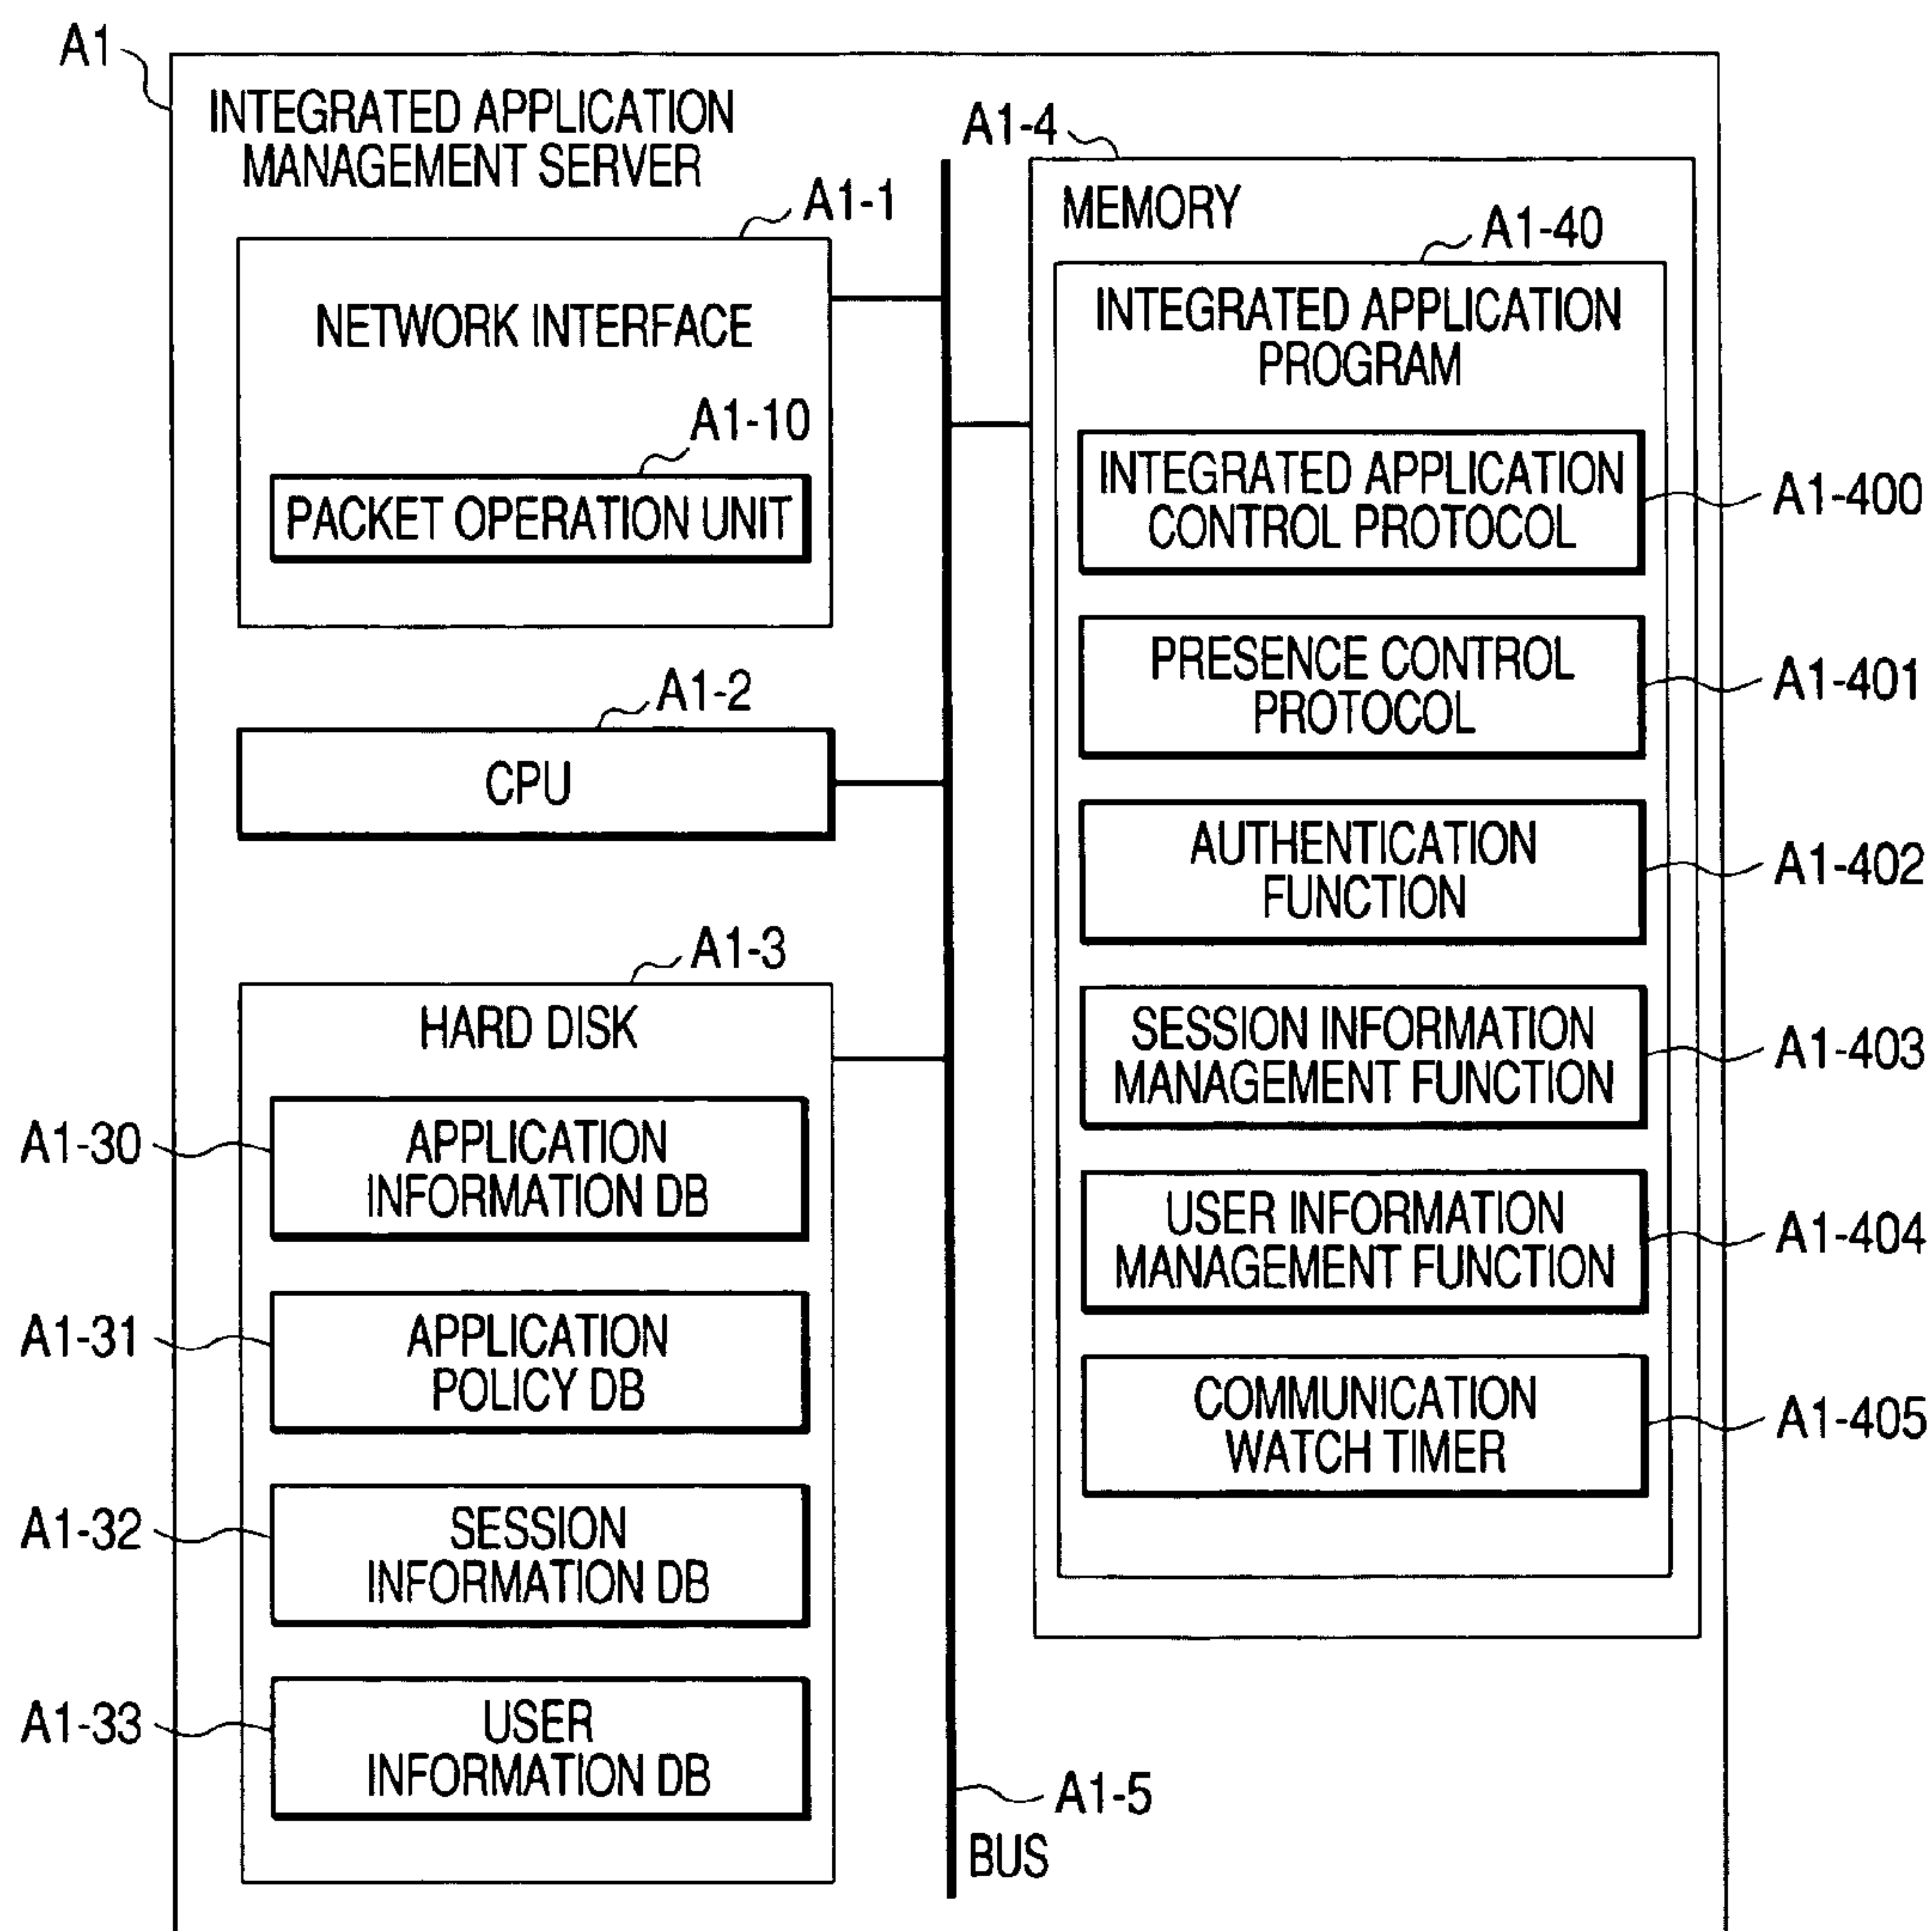 A1
INTEGRATED APPLICATION
MANAGEMENT SERVER
A1-1
NETWORK INTERFACE
A1-10
PACKET OPERATION UNIT
A1-2
CPU
A1-3
HARD DISK
A1-30
APPLICATION
INFORMATION DB
A1-31
APPLICATION
POLICY DB
A1-32
SESSION
INFORMATION DB
A1-33
USER
INFORMATION DB
A1-4
MEMORY
A1-40
INTEGRATED APPLICATION
PROGRAM
INTEGRATED APPLICATION
CONTROL PROTOCOL
A1-400
PRESENCE CONTROL
PROTOCOL
A1-401
AUTHENTICATION
FUNCTION
A1-402
SESSION INFORMATION
MANAGEMENT FUNCTION
A1-403
USER INFORMATION
MANAGEMENT FUNCTION
A1-404
COMMUNICATION
WATCH TIMER
A1-405
A1-5
BUS